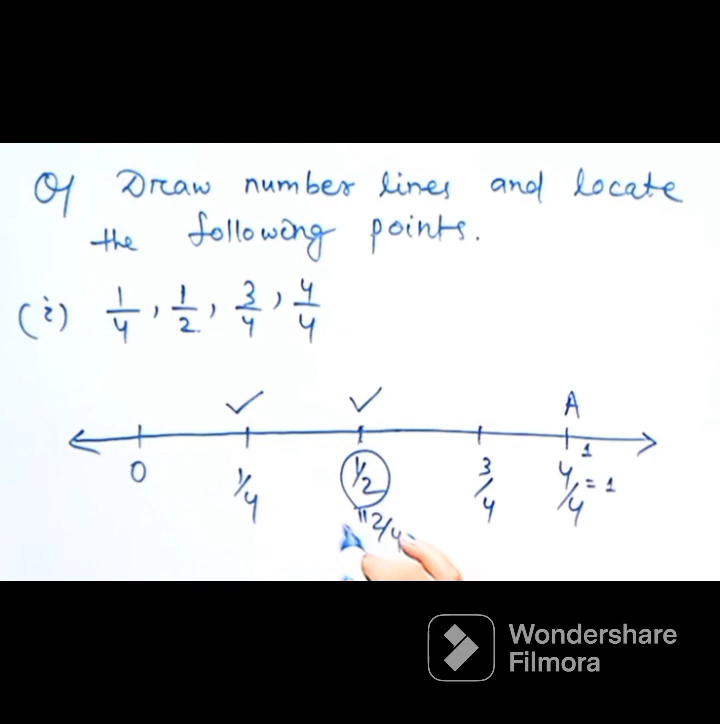 Q Draw number lines and locate
the following points.
(i) 1/4, 1/2, 3/4, 4/4
✓ ✓ A
0 1/4 1/2 3/4 4/4 = 1
1
= 2/4
Wondershare
Filmora